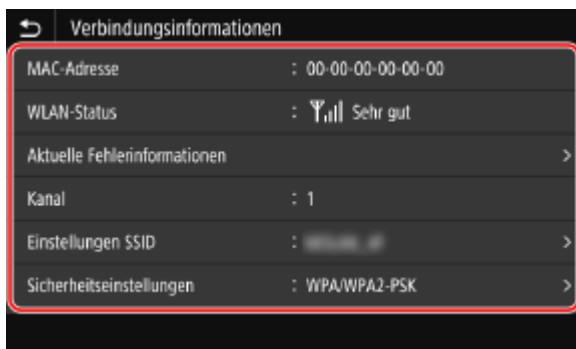 Verbindungsinformationen
MAC-Adresse : 00-00-00-00-00-00
WLAN-Status : Sehr gut
Aktuelle Fehlerinformationen >
Kanal : 1
Einstellungen SSID : >
Sicherheitseinstellungen : WPA/WPA2-PSK >